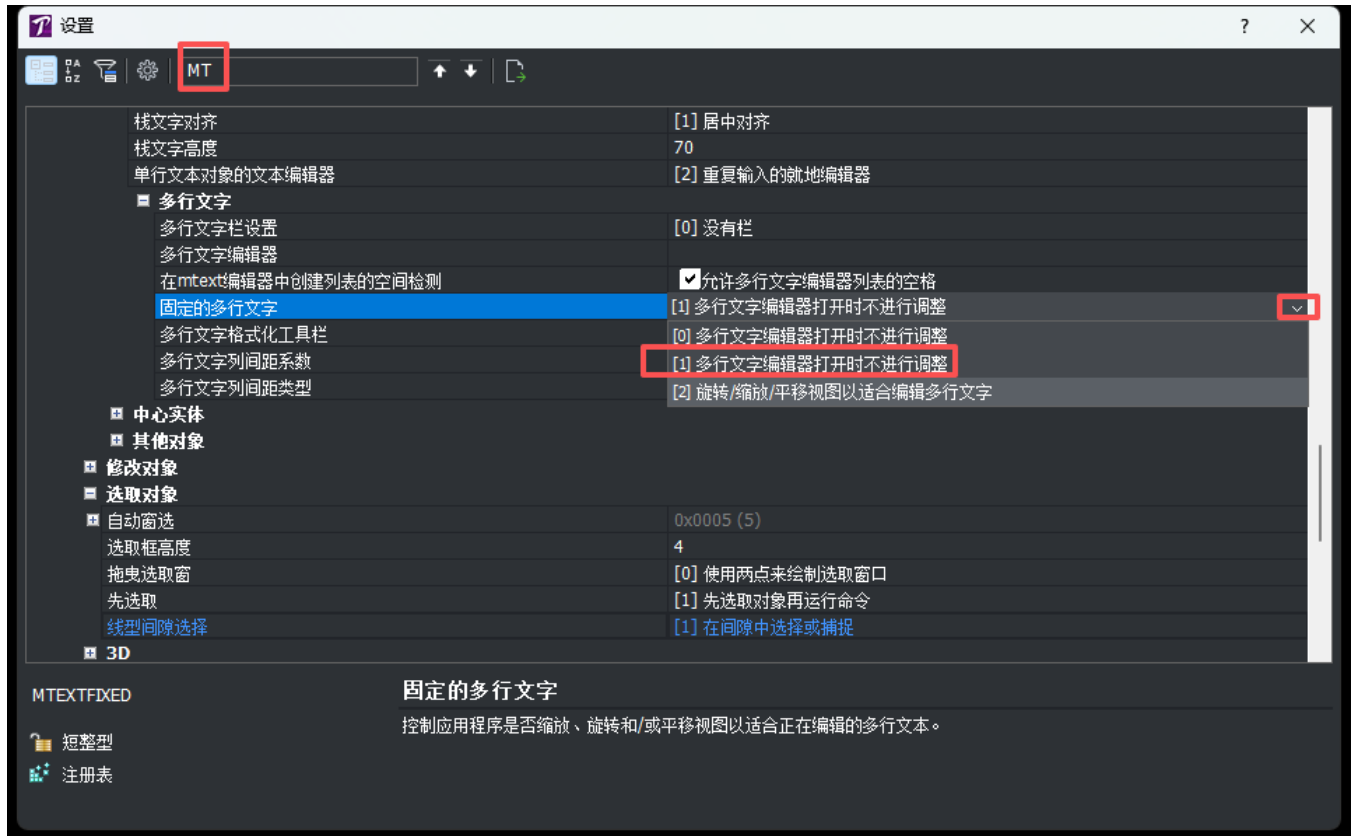 设置
?
MT
栈文字对齐 [1] 居中对齐
栈文字高度 70
单行文本对象的文本编辑器 [2] 重复输入的就地编辑器
多行文字
多行文字栏设置 [0] 没有栏
多行文字编辑器
在mtext编辑器中创建列表的空间检测 允许多行文字编辑器列表的空格
固定的多行文字 [1] 多行文字编辑器打开时不进行调整
多行文字格式化工具栏 [0] 多行文字编辑器打开时不进行调整
多行文字列间距系数 [1] 多行文字编辑器打开时不进行调整
多行文字列间距类型 [2] 旋转/缩放/平移视图以适合编辑多行文字
中心实体
其他对象
修改对象
选取对象
自动窗选 0x0005 (5)
选取框高度 4
拖曳选取窗 [0] 使用两点来绘制选取窗口
先选取 [1] 先选取对象再运行命令
线型间隙选择 [1] 在间隙中选择或捕捉
3D
MTEXTFIXED
固定的多行文字
控制应用程序是否缩放、旋转和/或平移视图以适合正在编辑的多行文本。
短整型
注册表